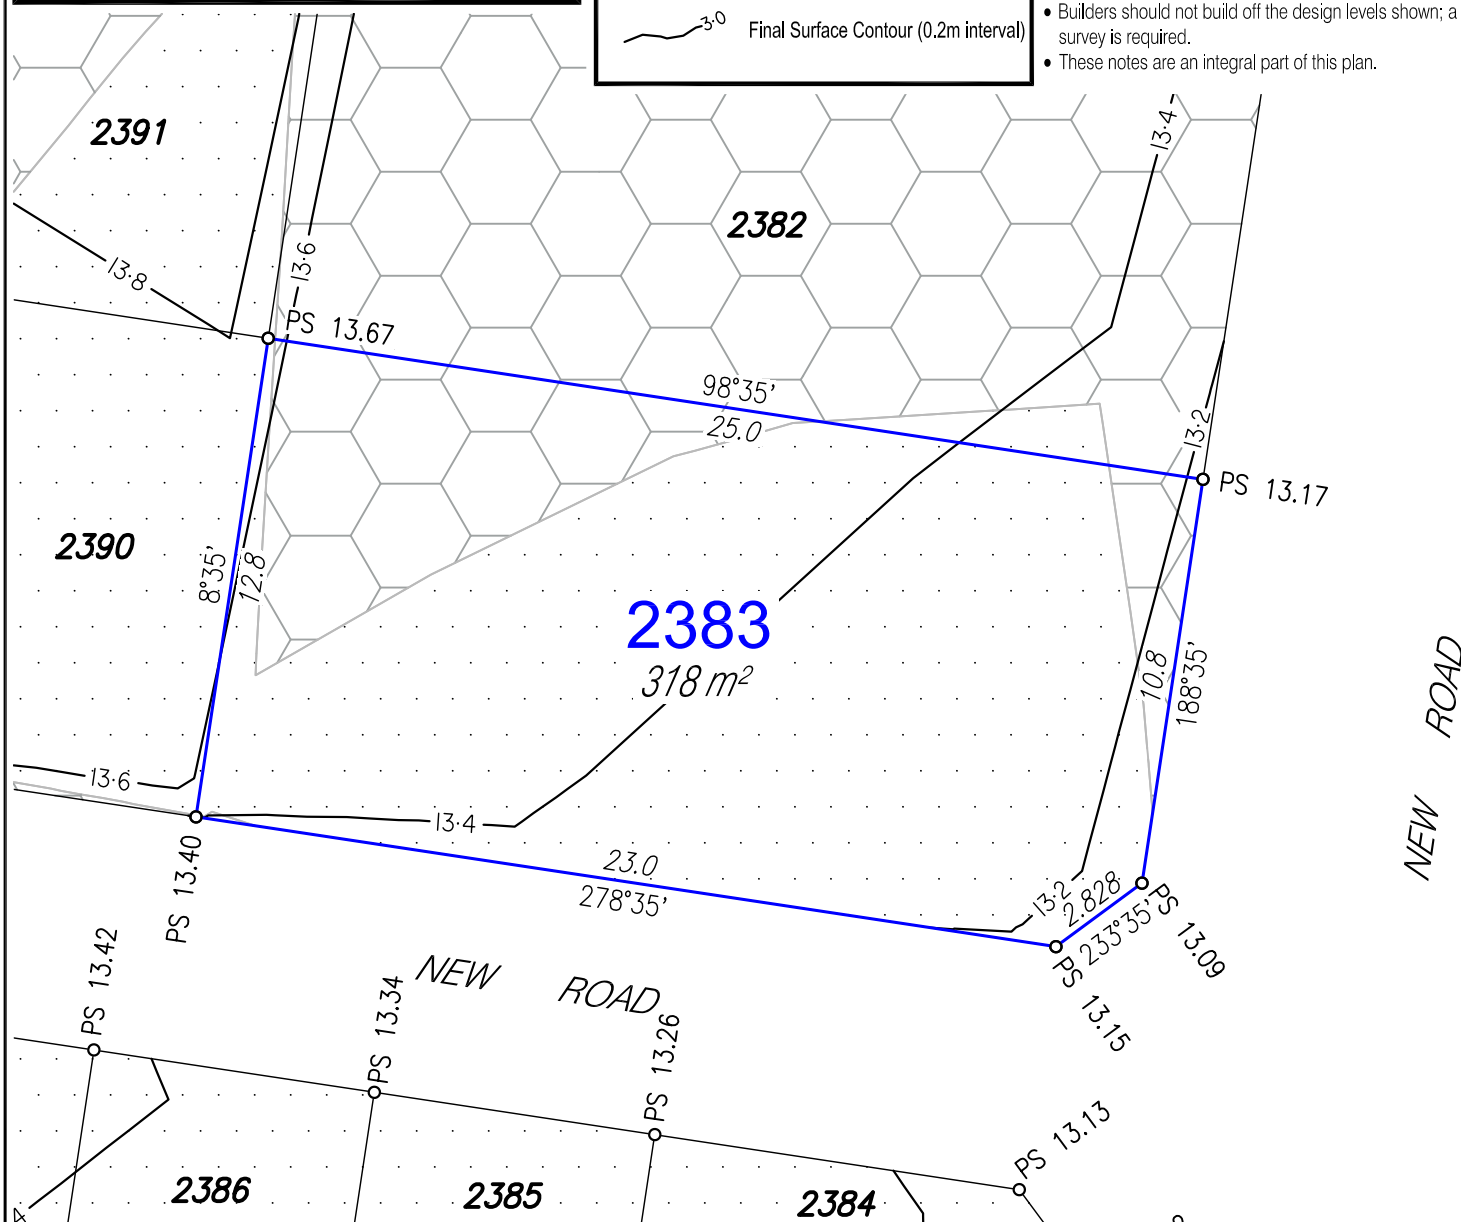 3·0
Final Surface Contour (0.2m interval)
• Builders should not build off the design levels shown; a
survey is required.
• These notes are an integral part of this plan.
2391
13·4
2382
13·6
13·8
PS 13.67
98°35'
25.0
13·2
PS 13.17
2390
8°35'
12.8
2383
318 m²
10.8
188°35'
NEW ROAD
13·6
13·4
PS 13.40
23.0
278°35'
13·2
2.828
233°35'
PS 13.09
PS 13.15
NEW ROAD
PS 13.42
PS 13.34
PS 13.26
PS 13.13
2386
2385
2384
4